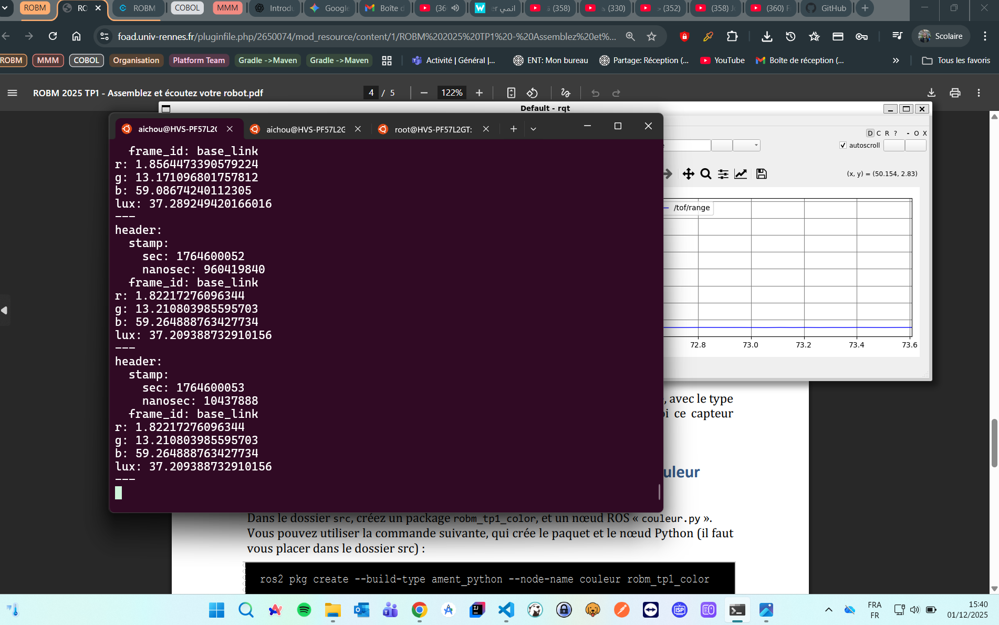 ROBM
RC
ROBM
COBOL
MMM
Introdu
Google
Boîte d
(36
انمي er
(358)
(330)
(352)
(358) J
(360) F
GitHub
foad.univ-rennes.fr/pluginfile.php/2650074/mod_resource/content/1/ROBM%202025%20TP1%20-%20Assemblez%20et%...
Scolaire
ROBM
MMM
COBOL
Organisation
Platform Team
Gradle ->Maven
Gradle ->Maven
Activité | Général |...
ENT: Mon bureau
Partage: Réception (...
YouTube
Boîte de réception (...
Tous les favoris
ROBM 2025 TP1 - Assemblez et écoutez votre robot.pdf
4 / 5
122%
Default - rqt
aichou@HVS-PF57L2G
aichou@HVS-PF57L2G
root@HVS-PF57L2GT:
D C R ? - O X
autoscroll
(x, y) = (50.154, 2.83)
/tof/range
72.8
73.0
73.2
73.4
73.6
frame_id: base_link
r: 1.8564473390579224
g: 13.171096801757812
b: 59.08674240112305
lux: 37.289249420166016
---
header:
stamp:
sec: 1764600052
nanosec: 960419840
frame_id: base_link
r: 1.82217276096344
g: 13.210803985595703
b: 59.264888763427734
lux: 37.209388732910156
---
header:
stamp:
sec: 1764600053
nanosec: 10437888
frame_id: base_link
r: 1.82217276096344
g: 13.210803985595703
b: 59.264888763427734
lux: 37.209388732910156
---
, avec le type
oi ce capteur
uleur
Dans le dossier src, créez un package robm_tp1_color, et un nœud ROS « couleur.py ».
Vous pouvez utiliser la commande suivante, qui crée le paquet et le nœud Python (il faut
vous placer dans le dossier src) :
ros2 pkg create --build-type ament_python --node-name couleur robm_tp1_color
FRA
FR
15:40
01/12/2025